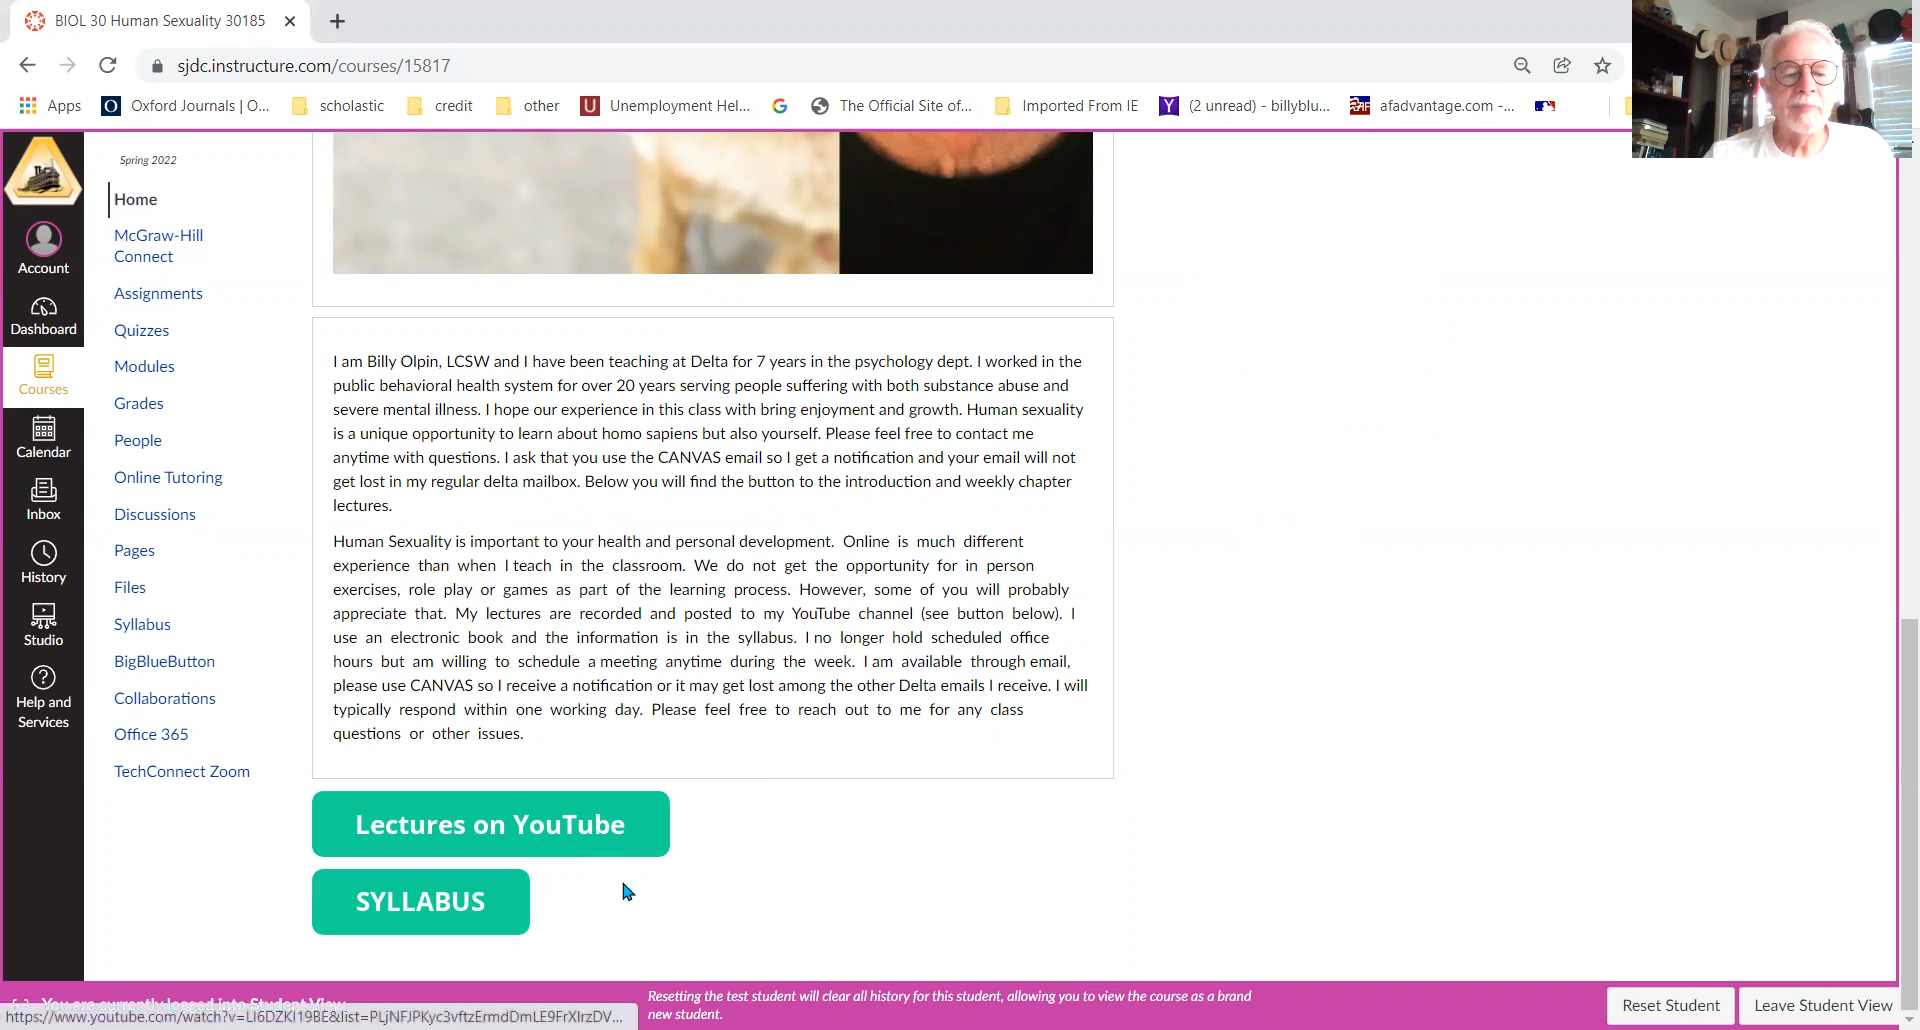 BIOL 30 Human Sexuality 30185
sjdc.instructure.com/courses/15817
Apps
Oxford Journals | O...
scholastic
credit
other
Unemployment Hel...
The Official Site of...
Imported From IE
(2 unread) - billyblu...
afadvantage.com -...
Spring 2022
Home
McGraw-Hill
Connect
Assignments
Quizzes
Modules
Grades
People
Online Tutoring
Discussions
Pages
Files
Syllabus
BigBlueButton
Collaborations
Office 365
TechConnect Zoom
Account
Dashboard
Courses
Calendar
Inbox
History
Studio
Help and
Services
I am Billy Olpin, LCSW and I have been teaching at Delta for 7 years in the psychology dept. I worked in the
public behavioral health system for over 20 years serving people suffering with both substance abuse and
severe mental illness. I hope our experience in this class with bring enjoyment and growth. Human sexuality
is a unique opportunity to learn about homo sapiens but also yourself. Please feel free to contact me
anytime with questions. I ask that you use the CANVAS email so I get a notification and your email will not
get lost in my regular delta mailbox. Below you will find the button to the introduction and weekly chapter
lectures.
Human Sexuality is important to your health and personal development. Online is much different
experience than when I teach in the classroom. We do not get the opportunity for in person
exercises, role play or games as part of the learning process. However, some of you will probably
appreciate that. My lectures are recorded and posted to my YouTube channel (see button below). I
use an electronic book and the information is in the syllabus. I no longer hold scheduled office
hours but am willing to schedule a meeting anytime during the week. I am available through email,
please use CANVAS so I receive a notification or it may get lost among the other Delta emails I receive. I will
typically respond within one working day. Please feel free to reach out to me for any class
questions or other issues.
Lectures on YouTube
SYLLABUS
You are currently logged into Student View
Resetting the test student will clear all history for this student, allowing you to view the course as a brand
new student.
Reset Student
Leave Student View